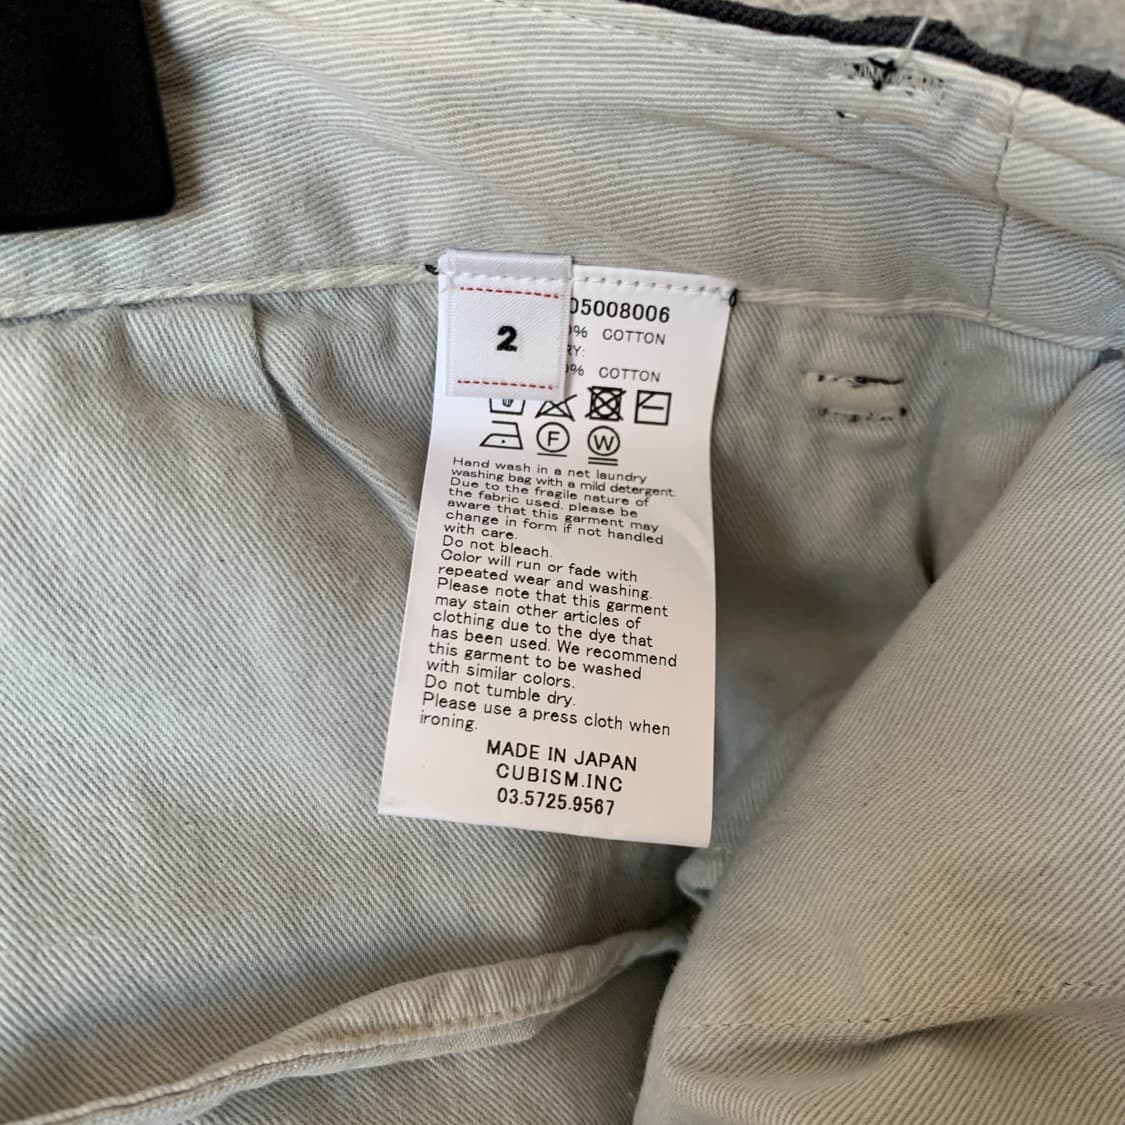 2
05008006
0% COTTON
RY:
0% COTTON
F W
Hand wash in a net laundry
washing bag with a mild detergent.
Due to the fragile nature of
the fabric used. please be
aware that this garment may
change in form if not handled
with care.
Do not bleach.
Color will run or fade with
repeated wear and washing.
Please note that this garment
may stain other articles of
clothing due to the dye that
has been used. We recommend
this garment to be washed
with similar colors.
Do not tumble dry.
Please use a press cloth when
ironing.
MADE IN JAPAN
CUBISM.INC
03.5725.9567